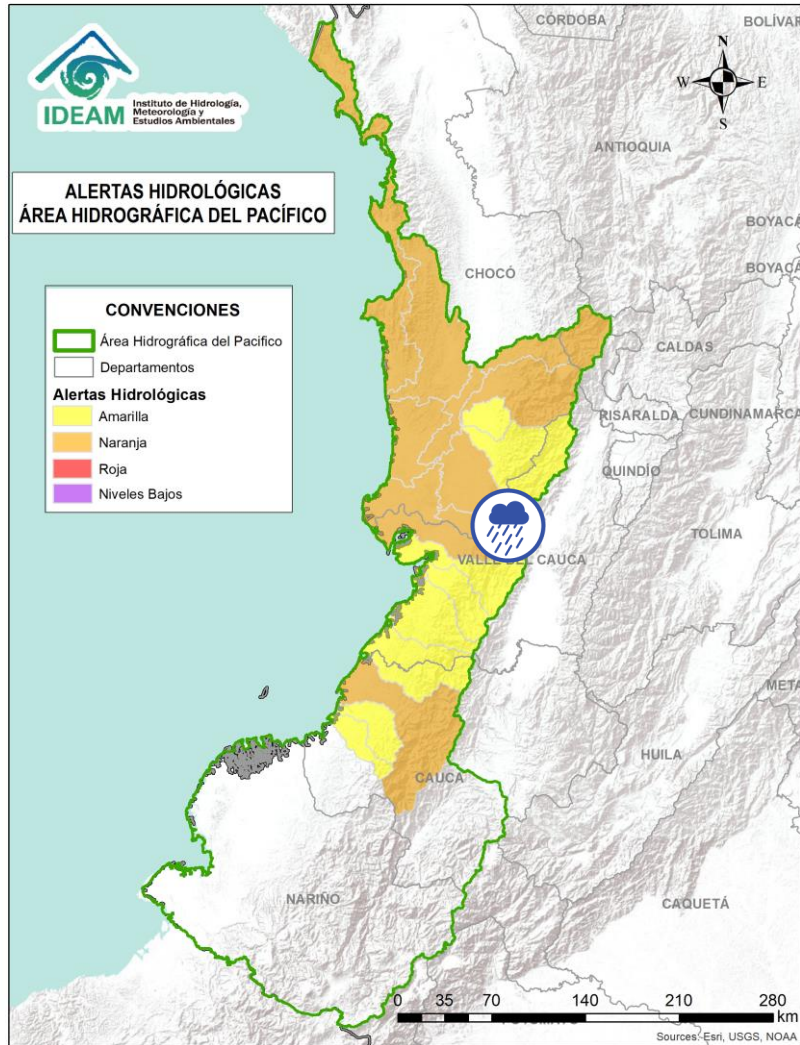 IDEAM
Instituto de Hidrología,
Meteorología y
Estudios Ambientales
CÓRDOBA
BOLÍVAR
N
W E
S
ANTIOQUIA
ALERTAS HIDROLÓGICAS
ÁREA HIDROGRÁFICA DEL PACÍFICO
BOYACÁ
BOYACÁ
CHOCÓ
CONVENCIONES
Área Hidrográfica del Pacifico
Departamentos
Alertas Hidrológicas
Amarilla
Naranja
Roja
Niveles Bajos
CALDAS
RISARALDA
CUNDINAMARCA
QUINDÍO
TOLIMA
VALLE DEL CAUCA
META
HUILA
CAUCA
NARIÑO
CAQUETÁ
0 35 70 140 210 280
km
Sources: Esri, USGS, NOAA